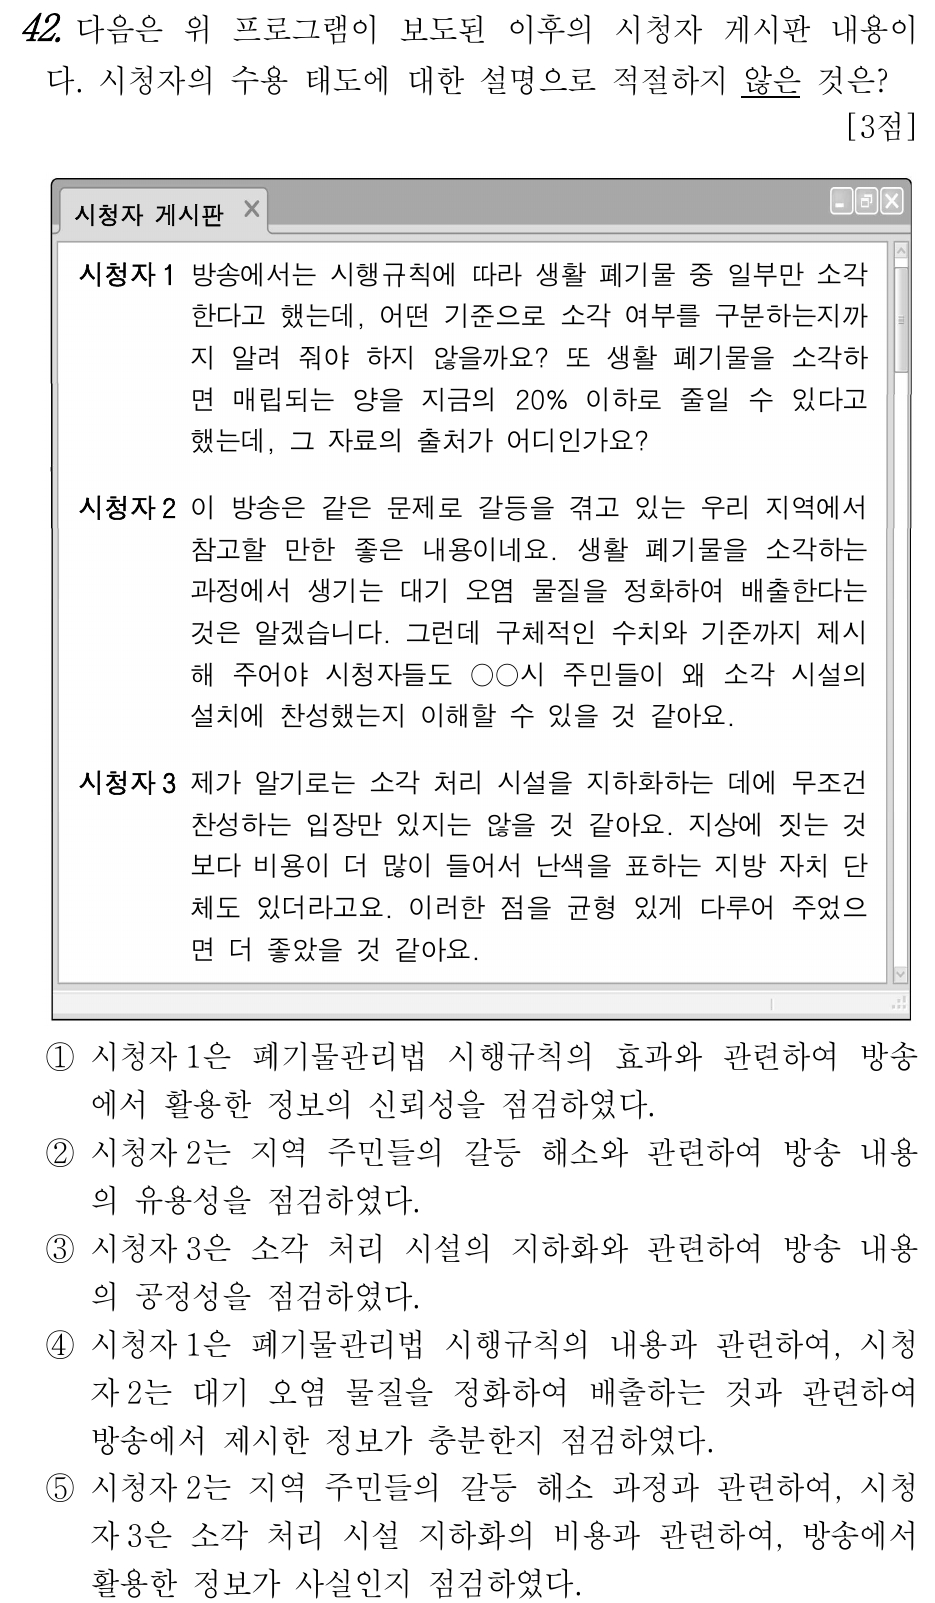 42. 다음은 위 프로그램이 보도된 이후의 시청자 게시판 내용이
다. 시청자의 수용 태도에 대한 설명으로 적절하지 않은 것은?
[3점]
시청자 게시판
시청자 1 방송에서는 시행규칙에 따라 생활 폐기물 중 일부만 소각
한다고 했는데, 어떤 기준으로 소각 여부를 구분하는지까
지 알려 줘야 하지 않을까요? 또 생활 폐기물을 소각하
면 매립되는 양을 지금의 20% 이하로 줄일 수 있다고
했는데, 그 자료의 출처가 어디인가요?
시청자 2 이 방송은 같은 문제로 갈등을 겪고 있는 우리 지역에서
참고할 만한 좋은 내용이네요. 생활 폐기물을 소각하는
과정에서 생기는 대기 오염 물질을 정화하여 배출한다는
것은 알겠습니다. 그런데 구체적인 수치와 기준까지 제시
해 주어야 시청자들도 ○○시 주민들이 왜 소각 시설의
설치에 찬성했는지 이해할 수 있을 것 같아요.
시청자 3 제가 알기로는 소각 처리 시설을 지하화하는 데에 무조건
찬성하는 입장만 있지는 않을 것 같아요. 지상에 짓는 것
보다 비용이 더 많이 들어서 난색을 표하는 지방 자치 단
체도 있더라고요. 이러한 점을 균형 있게 다루어 주었으
면 더 좋았을 것 같아요.
① 시청자 1은 폐기물관리법 시행규칙의 효과와 관련하여 방송
에서 활용한 정보의 신뢰성을 점검하였다.
② 시청자 2는 지역 주민들의 갈등 해소와 관련하여 방송 내용
의 유용성을 점검하였다.
③ 시청자 3은 소각 처리 시설의 지하화와 관련하여 방송 내용
의 공정성을 점검하였다.
④ 시청자 1은 폐기물관리법 시행규칙의 내용과 관련하여, 시청
자 2는 대기 오염 물질을 정화하여 배출하는 것과 관련하여
방송에서 제시한 정보가 충분한지 점검하였다.
⑤ 시청자 2는 지역 주민들의 갈등 해소 과정과 관련하여, 시청
자 3은 소각 처리 시설 지하화의 비용과 관련하여, 방송에서
활용한 정보가 사실인지 점검하였다.